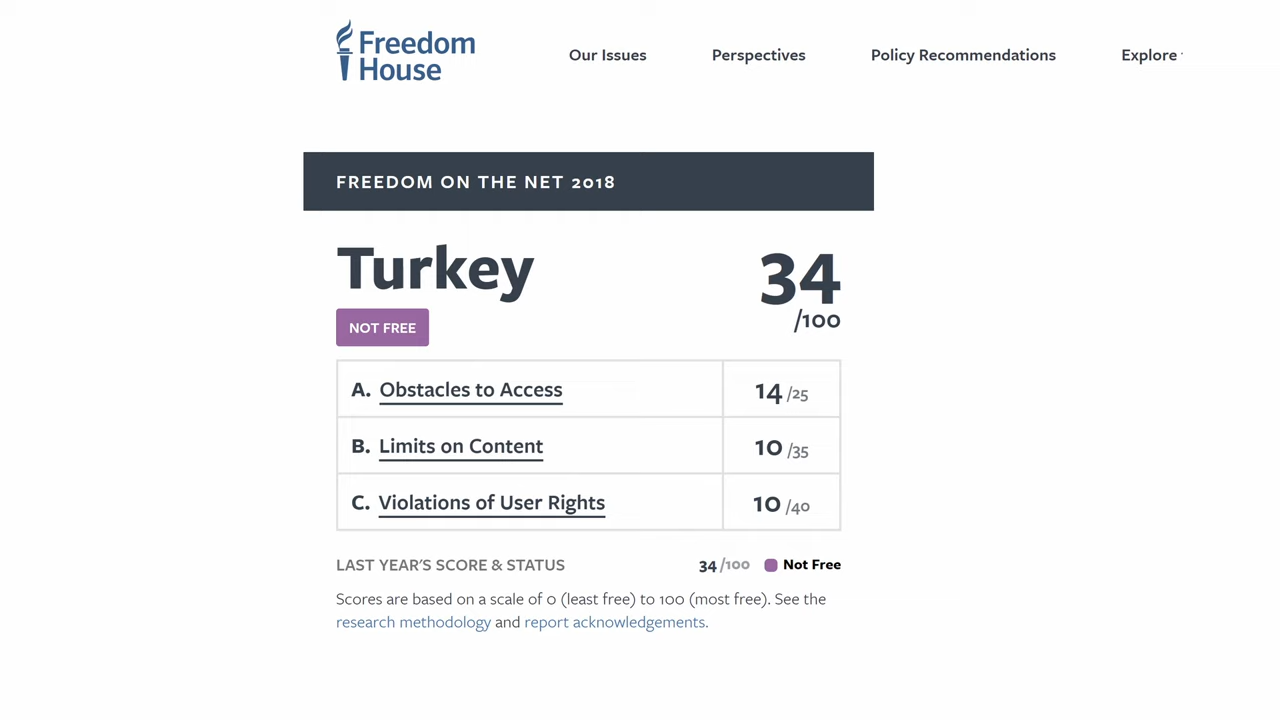 Freedom
House
Our Issues
Perspectives
Policy Recommendations
Explore
FREEDOM ON THE NET 2018
Turkey
34
/100
NOT FREE
A. Obstacles to Access
14 /25
B. Limits on Content
10 /35
C. Violations of User Rights
10 /40
LAST YEAR'S SCORE & STATUS
34 /100 Not Free
Scores are based on a scale of 0 (least free) to 100 (most free). See the
research methodology and report acknowledgements.